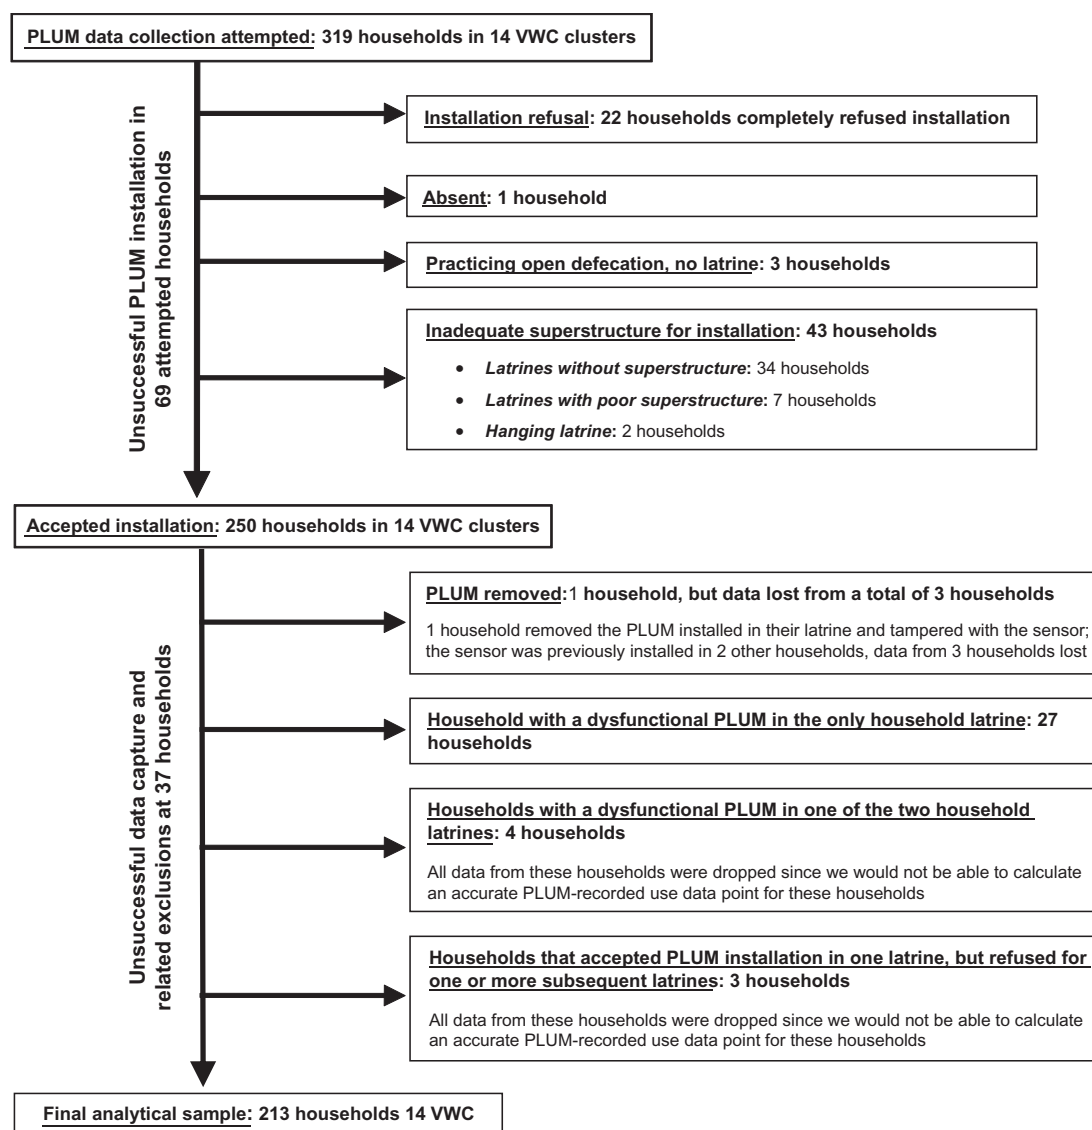 PLUM data collection attempted: 319 households in 14 VWC clusters
Unsuccessful PLUM installation in
69 attempted households
Installation refusal: 22 households completely refused installation
Absent: 1 household
Practicing open defecation, no latrine: 3 households
Inadequate superstructure for installation: 43 households
• Latrines without superstructure: 34 households
• Latrines with poor superstructure: 7 households
• Hanging latrine: 2 households
Accepted installation: 250 households in 14 VWC clusters
Unsuccessful data capture and
related exclusions at 37 households
PLUM removed:1 household, but data lost from a total of 3 households
1 household removed the PLUM installed in their latrine and tampered with the sensor;
the sensor was previously installed in 2 other households, data from 3 households lost
Household with a dysfunctional PLUM in the only household latrine: 27
households
Households with a dysfunctional PLUM in one of the two household
latrines: 4 households
All data from these households were dropped since we would not be able to calculate
an accurate PLUM-recorded use data point for these households
Households that accepted PLUM installation in one latrine, but refused for
one or more subsequent latrines: 3 households
All data from these households were dropped since we would not be able to calculate
an accurate PLUM-recorded use data point for these households
Final analytical sample: 213 households 14 VWC